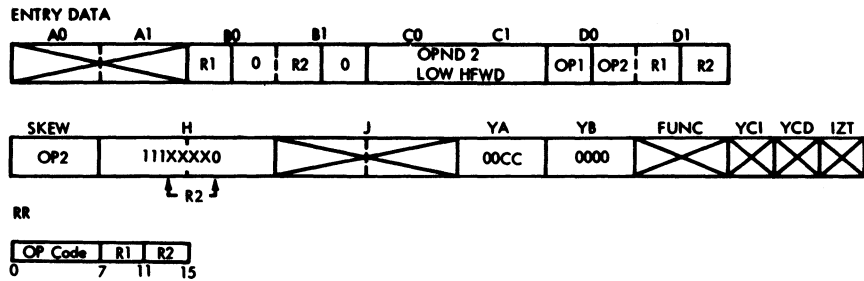 ENTRY DATA
A0 A1 B0 B1 C0 C1 D0 D1
R1 0 R2 0 OPND 2 OP1 OP2 R1 R2
LOW HFWD
SKEW H J YA YB FUNC YCI YCD IZT
OP2 111XXXX0 00CC 0000
R2
RR
OP Code R1 R2
0 7 11 15